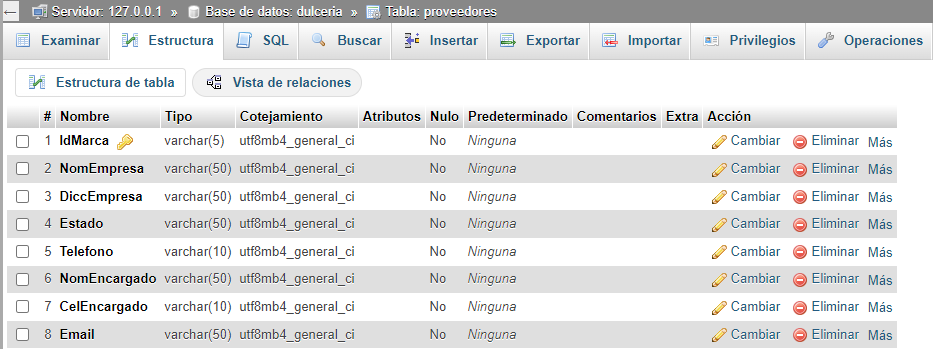 Servidor: 127.0.0.1 » Base de datos: dulceria » Tabla: proveedores
Examinar Estructura SQL Buscar Insertar Exportar Importar Privilegios Operaciones
Estructura de tabla Vista de relaciones
# Nombre Tipo Cotejamiento Atributos Nulo Predeterminado Comentarios Extra Acción
1 IdMarca varchar(5) utf8mb4_general_ci No Ninguna Cambiar Eliminar Más
2 NomEmpresa varchar(50) utf8mb4_general_ci No Ninguna Cambiar Eliminar Más
3 DiccEmpresa varchar(50) utf8mb4_general_ci No Ninguna Cambiar Eliminar Más
4 Estado varchar(50) utf8mb4_general_ci No Ninguna Cambiar Eliminar Más
5 Telefono varchar(10) utf8mb4_general_ci No Ninguna Cambiar Eliminar Más
6 NomEncargado varchar(50) utf8mb4_general_ci No Ninguna Cambiar Eliminar Más
7 CelEncargado varchar(10) utf8mb4_general_ci No Ninguna Cambiar Eliminar Más
8 Email varchar(50) utf8mb4_general_ci No Ninguna Cambiar Eliminar Más